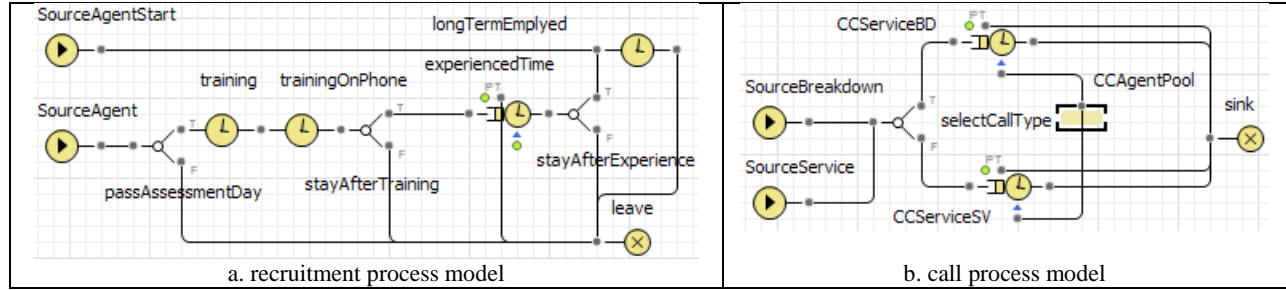 SourceAgentStart
longTermEmplyed
experiencedTime
training
trainingOnPhone
PT
SourceAgent
T
T
T
F
F
F
stayAfterExperience
passAssessmentDay
stayAfterTraining
leave
a. recruitment process model
PT
CCServiceBD
CCAgentPool
SourceBreakdown
T
sink
selectCallType
F
SourceService
PT
CCServiceSV
b. call process model